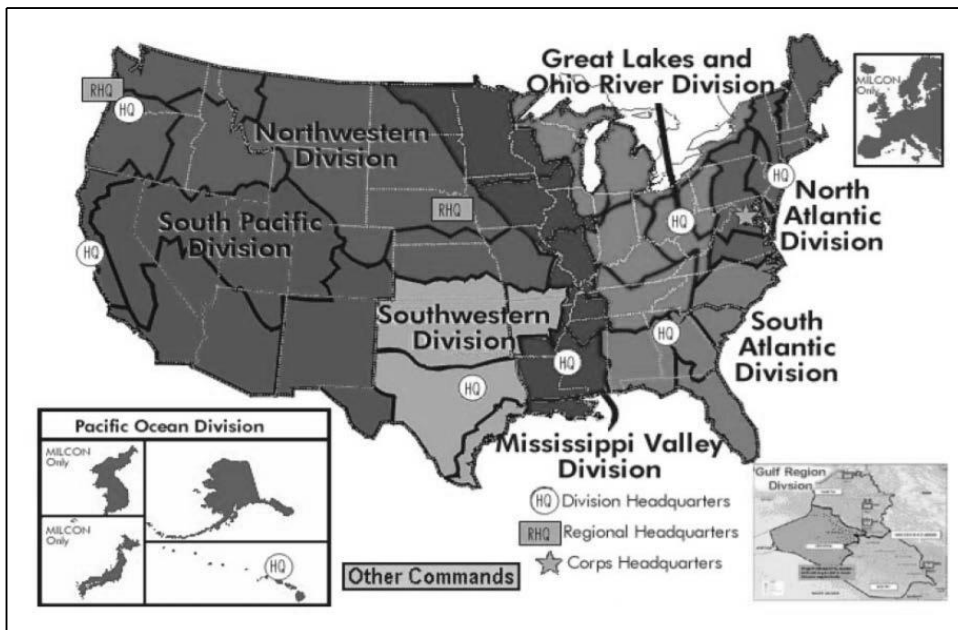 Great Lakes and
Ohio River Division
MILCON
Only
RHQ
HQ
Northwestern
Division
RHQ
HQ
HQ
North
Atlantic
Division
South Pacific
Division
HQ
Southwestern
Division
HQ
South
Atlantic
Division
HQ
HQ
Mississippi Valley
Division
Pacific Ocean Division
MILCON
Only
MILCON
Only
HQ
HQ Division Headquarters
RHQ Regional Headquarters
Corps Headquarters
Other Commands
Gulf Region
Divsion